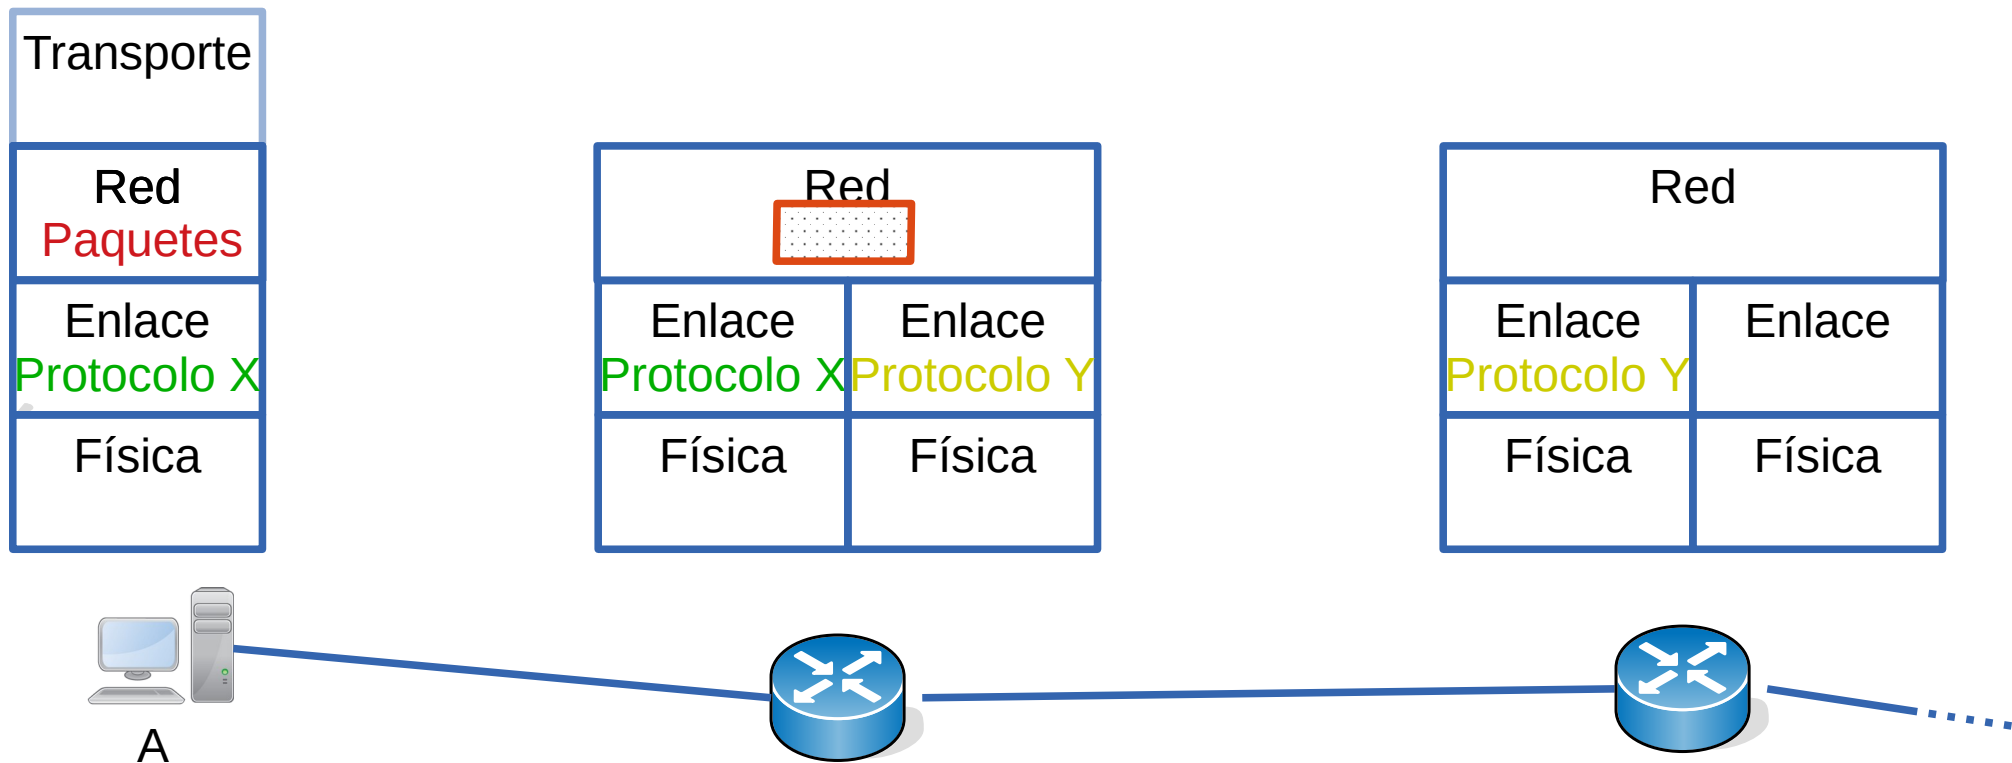 Transporte
Red
Paquetes
Enlace
Protocolo X
Física
Red
Enlace
Protocolo X
Enlace
Protocolo Y
Física
Física
Red
Enlace
Protocolo Y
Enlace
Física
Física
A